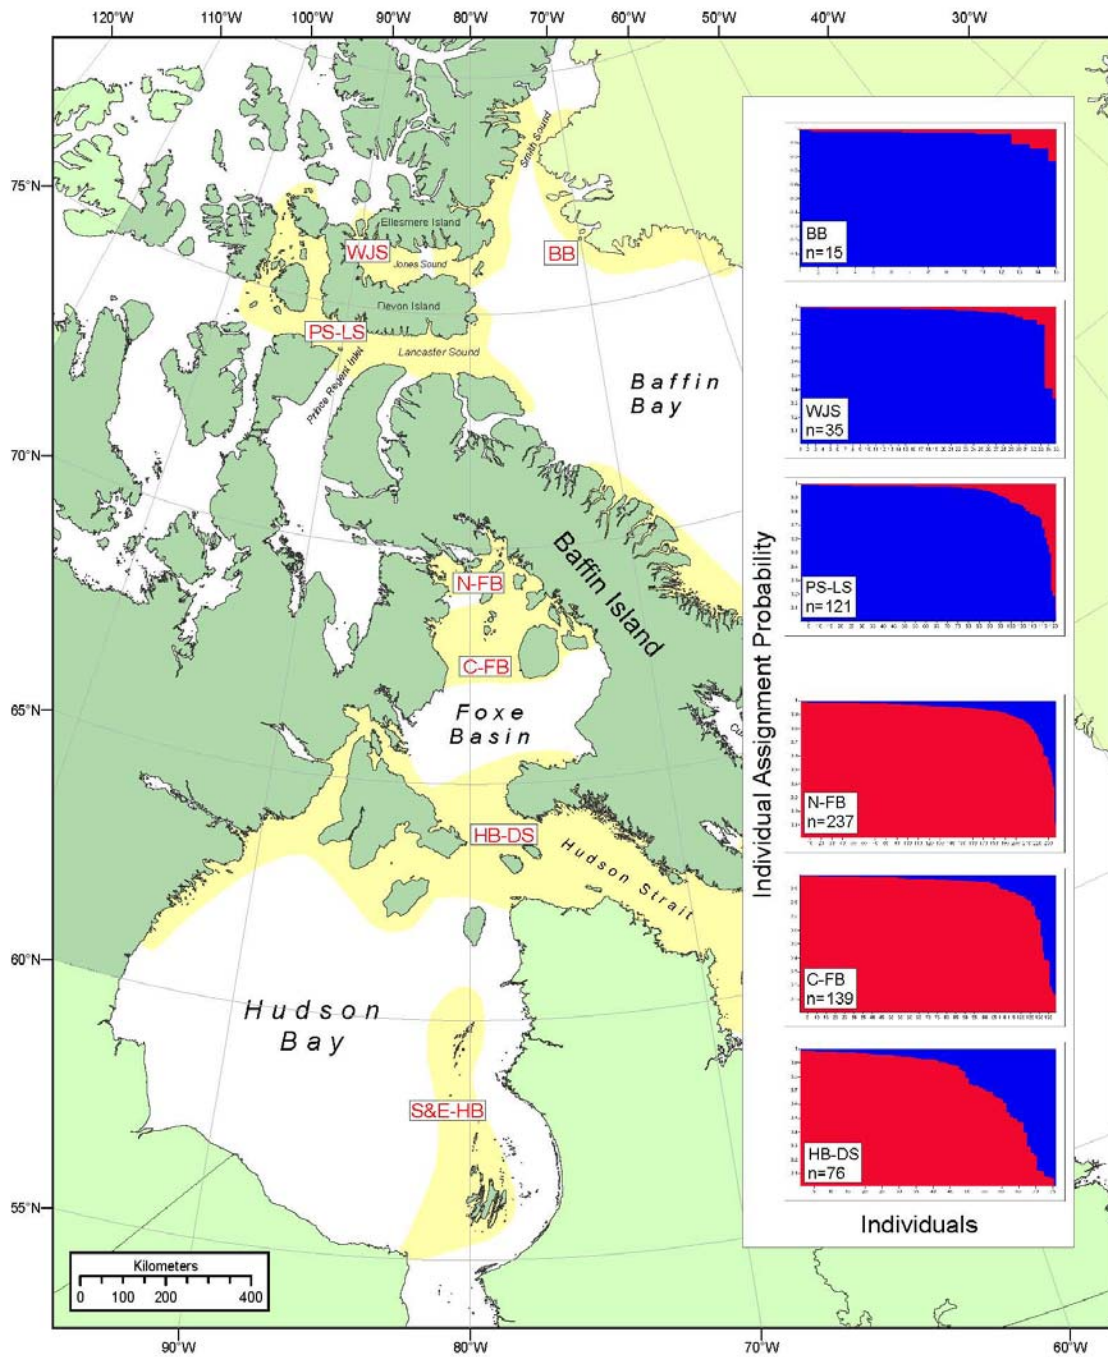 120°W 110°W 100°W 90°W 80°W 70°W 60°W 50°W 40°W 30°W
75°N
70°N
65°N
60°N
55°N
Smith Sound
Ellesmere Island
WJS
BB
Jones Sound
Devon Island
PS-LS
Lancaster Sound
Prince Regent Inlet
Baffin
Bay
Baffin Island
N-FB
C-FB
Foxe
Basin
HB-DS
Hudson Strait
Hudson
Bay
S&E-HB
Kilometers
0 100 200 400
90°W 80°W 70°W 60°W
Individual Assignment Probability
BB
n=15
WJS
n=35
PS-LS
n=121
N-FB
n=237
C-FB
n=139
HB-DS
n=76
Individuals